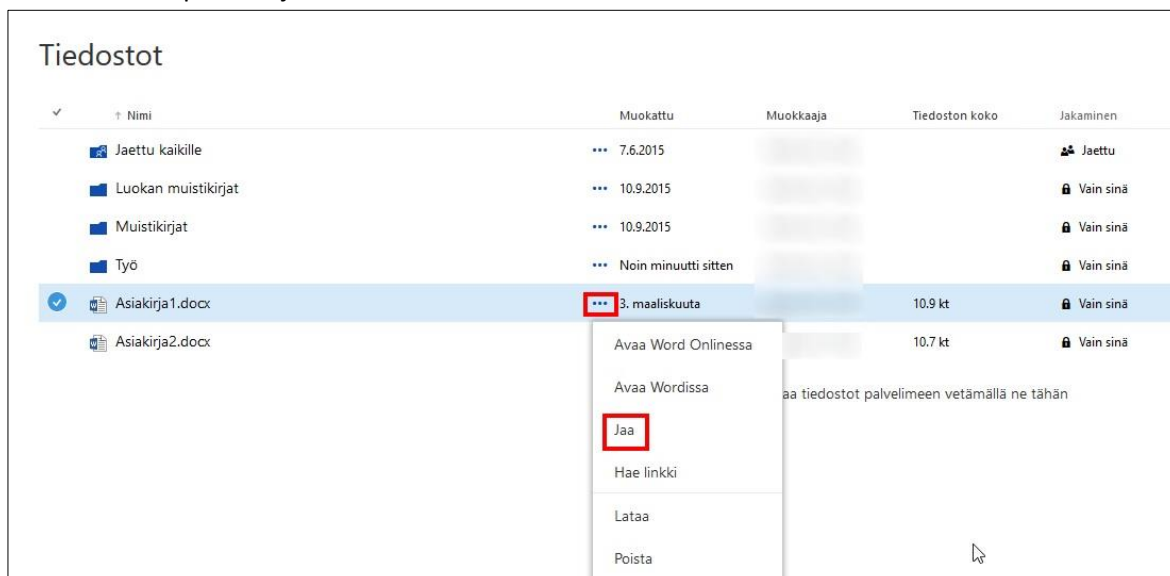 Tiedostot
↑ Nimi Muokattu Muokkaaja Tiedoston koko Jakaminen
Jaettu kaikille ••• 7.6.2015 Jaettu
Luokan muistikirjat ••• 10.9.2015 Vain sinä
Muistikirjat ••• 10.9.2015 Vain sinä
Työ ••• Noin minuutti sitten Vain sinä
Asiakirja1.docx ••• 3. maaliskuuta 10.9 kt Vain sinä
Asiakirja2.docx 10.7 kt Vain sinä
Avaa Word Onlinessa
Avaa Wordissa
tiedostot palvelimeen vetämällä ne tähän
Jaa
Hae linkki
Lataa
Poista